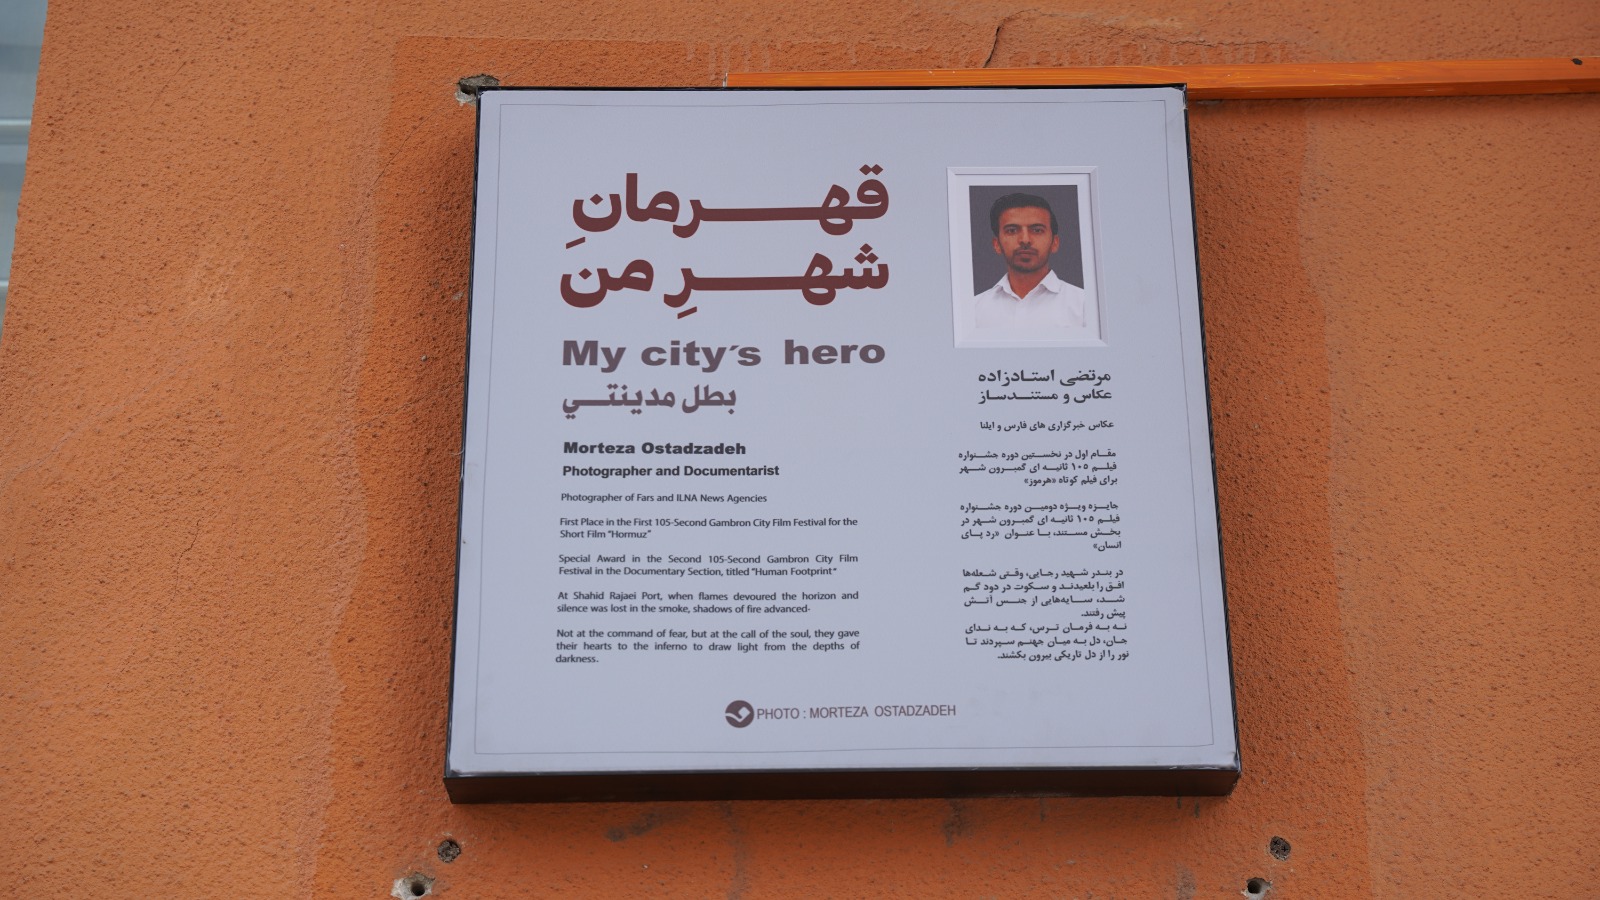 قهرمانِ
شهرِ من
My city's hero
بطل مدينتي
Morteza Ostadzadeh
Photographer and Documentarist
Photographer of Fars and ILNA News Agencies
First Place in the First 105-Second Gambron City Film Festival for the
Short Film "Hormuz"
Special Award in the Second 105-Second Gambron City Film
Festival in the Documentary Section, titled "Human Footprint"
At Shahid Rajaei Port, when flames devoured the horizon and
silence was lost in the smoke, shadows of fire advanced-
Not at the command of fear, but at the call of the soul, they gave
their hearts to the inferno to draw light from the depths of
darkness.
مرتضی استادزاده
عکاس و مستندساز
عکاس خبرگزاری های فارس و ایلنا
مقام اول در نخستین دوره جشنواره
فیلم ۱۰۵ ثانیه ای گمبرون شهر
برای فیلم کوتاه «هرموز»
جایزه ویژه دومین دوره جشنواره
فیلم ۱۰۵ ثانیه ای گمبرون شهر در
بخش مستند، با عنوان «رد پای
انسان»
در بندر شهید رجایی، وقتی شعله‌ها
افق را بلعیدند و سکوت در دود گم
شد، سایه‌هایی از جنس آتش
پیش رفتند.
نه به فرمان ترس، که به ندای
جان، دل به میان جهنم سپردند تا
نور را از دل تاریکی بیرون بکشند.
PHOTO : MORTEZA OSTADZADEH